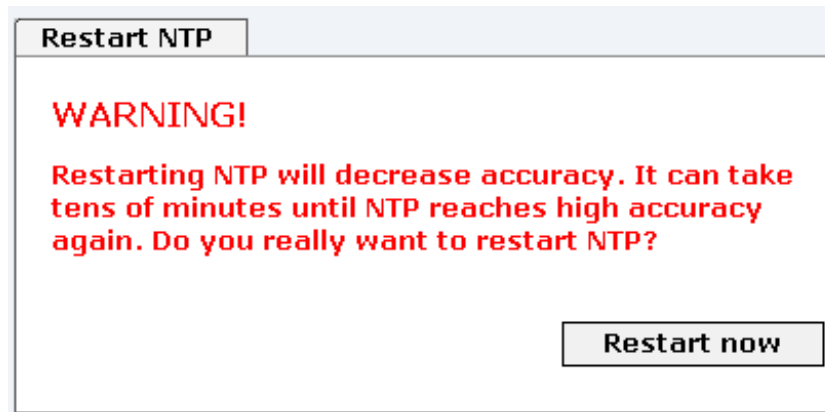 Restart NTP
WARNING!
Restarting NTP will decrease accuracy. It can take
tens of minutes until NTP reaches high accuracy
again. Do you really want to restart NTP?
Restart now